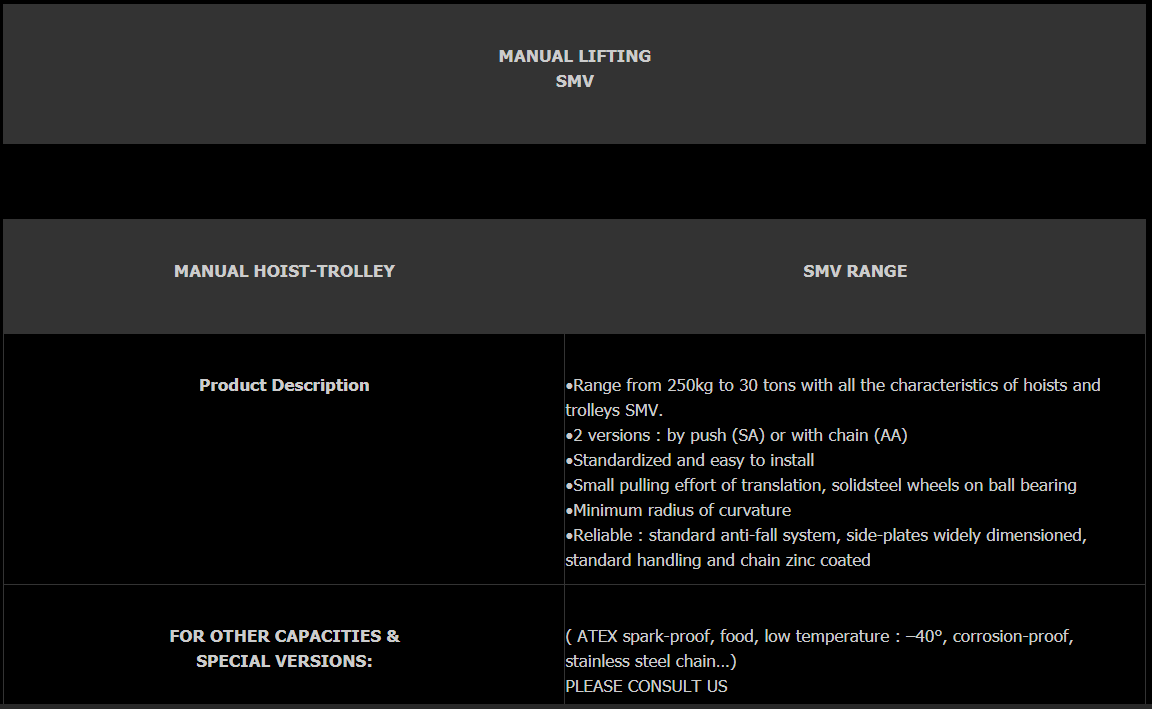 MANUAL LIFTING
SMV
MANUAL HOIST-TROLLEY
SMV RANGE
Product Description
•Range from 250kg to 30 tons with all the characteristics of hoists and
trolleys SMV.
•2 versions : by push (SA) or with chain (AA)
•Standardized and easy to install
•Small pulling effort of translation, solidsteel wheels on ball bearing
•Minimum radius of curvature
•Reliable : standard anti-fall system, side-plates widely dimensioned,
standard handling and chain zinc coated
FOR OTHER CAPACITIES &
SPECIAL VERSIONS:
( ATEX spark-proof, food, low temperature : –40°, corrosion-proof,
stainless steel chain...)
PLEASE CONSULT US